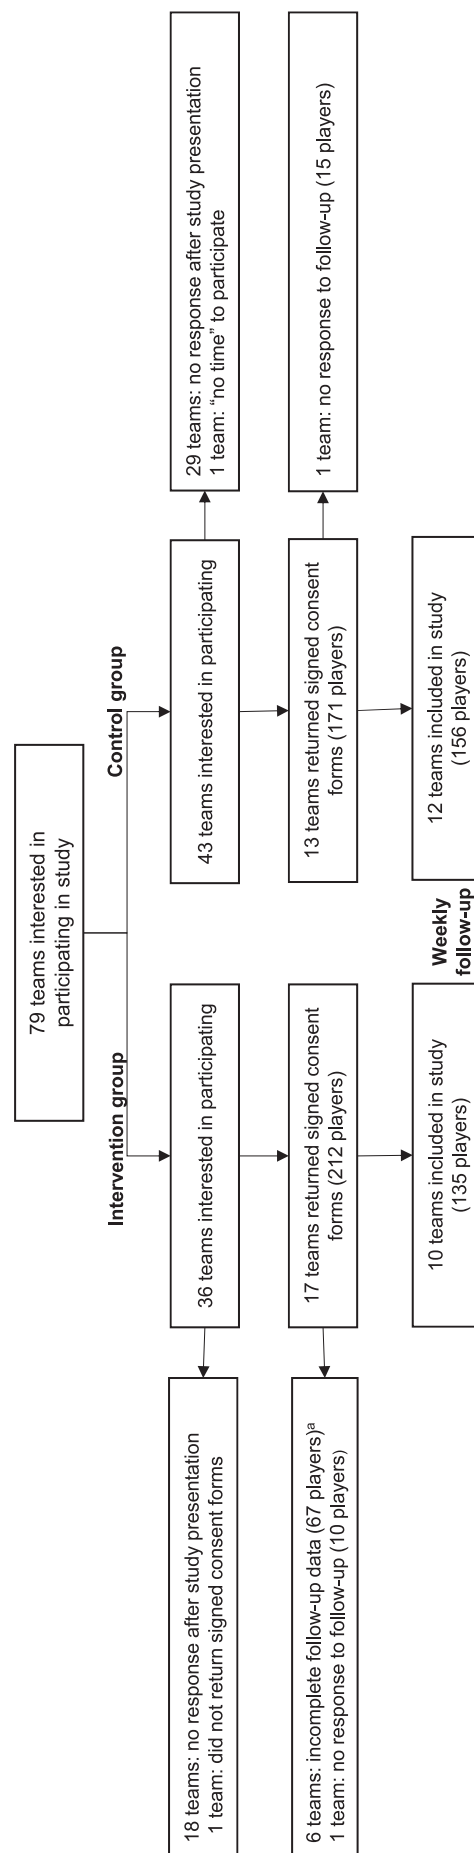 79 teams interested in
participating in study
Intervention group
Control group
18 teams: no response after study presentation
1 team: did not return signed consent forms
36 teams interested in participating
43 teams interested in participating
29 teams: no response after study presentation
1 team: “no time” to participate
6 teams: incomplete follow-up data (67 players)ᵃ
1 team: no response to follow-up (10 players)
17 teams returned signed consent
forms (212 players)
13 teams returned signed consent
forms (171 players)
1 team: no response to follow-up (15 players)
10 teams included in study
(135 players)
Weekly
follow-up
12 teams included in study
(156 players)